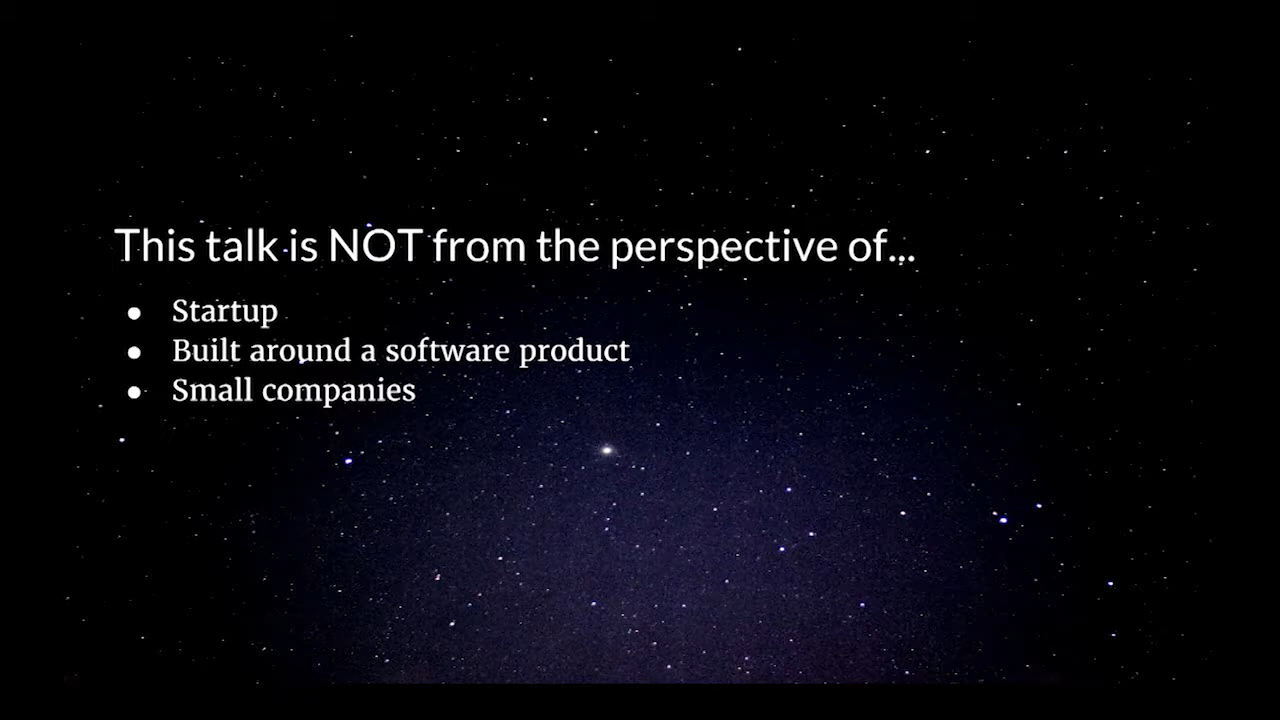 This talk is NOT from the perspective of...
● Startup
● Built around a software product
● Small companies